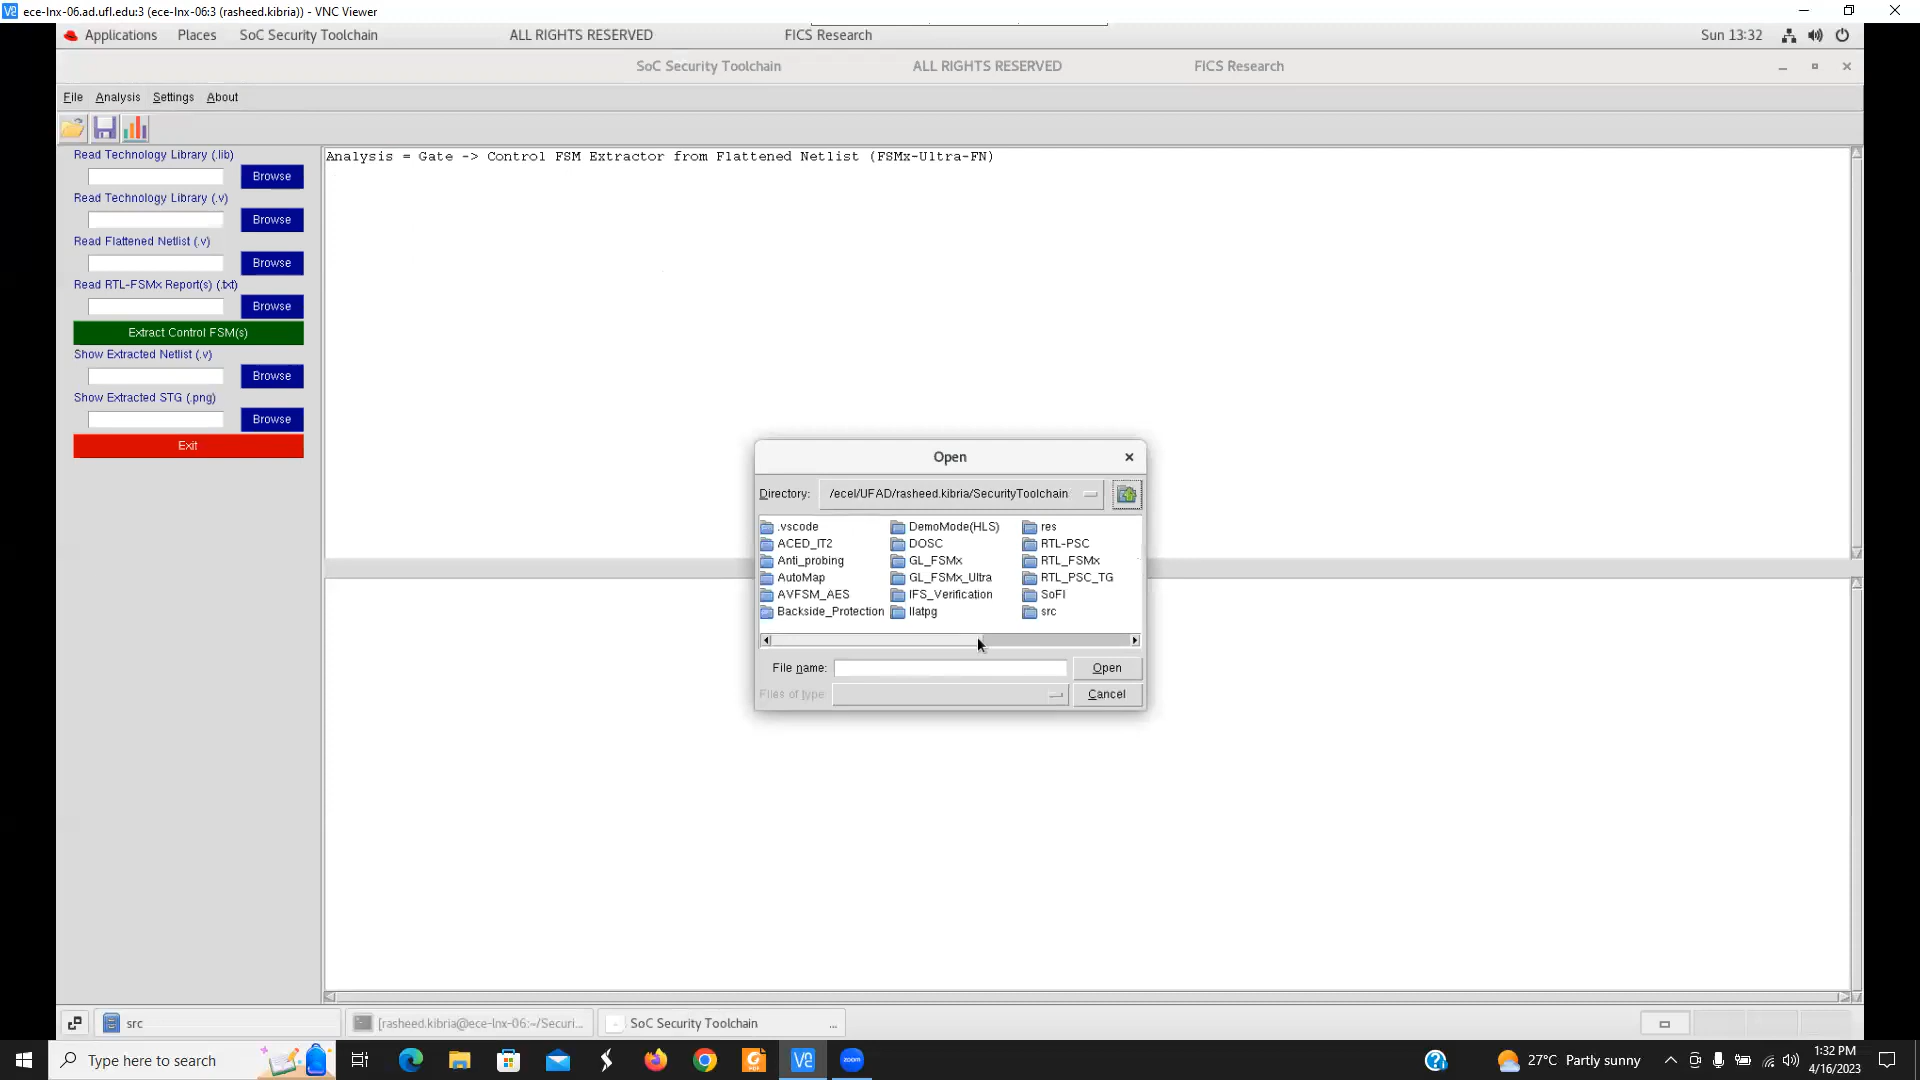 ece-lnx-06.ad.ufl.edu:3 (ece-lnx-06:3 (rasheed.kibria)) - VNC Viewer
Applications Places SoC Security Toolchain ALL RIGHTS RESERVED FICS Research Sun 13:32
SoC Security Toolchain ALL RIGHTS RESERVED FICS Research
File Analysis Settings About
Read Technology Library (.lib)
Browse
Read Technology Library (.v)
Browse
Read Flattened Netlist (.v)
Browse
Read RTL-FSMx Report(s) (.txt)
Browse
Extract Control FSM(s)
Show Extracted Netlist (.v)
Browse
Show Extracted STG (.png)
Browse
Exit
Analysis = Gate -> Control FSM Extractor from Flattened Netlist (FSMx-Ultra-FN)
Open
Directory: /ecel/UFAD/rasheed.kibria/SecurityToolchain
.vscode DemoMode(HLS) res
ACED_IT2 DOSC RTL-PSC
Anti_probing GL_FSMx RTL_FSMx
AutoMap GL_FSMx_Ultra RTL_PSC_TG
AVFSM_AES IFS_Verification SoFI
Backside_Protection llatpg src
File name: Open
Files of type: Cancel
src [rasheed.kibria@ece-lnx-06:~/Securi... SoC Security Toolchain ...
Type here to search 27°C Partly sunny 1:32 PM
4/16/2023